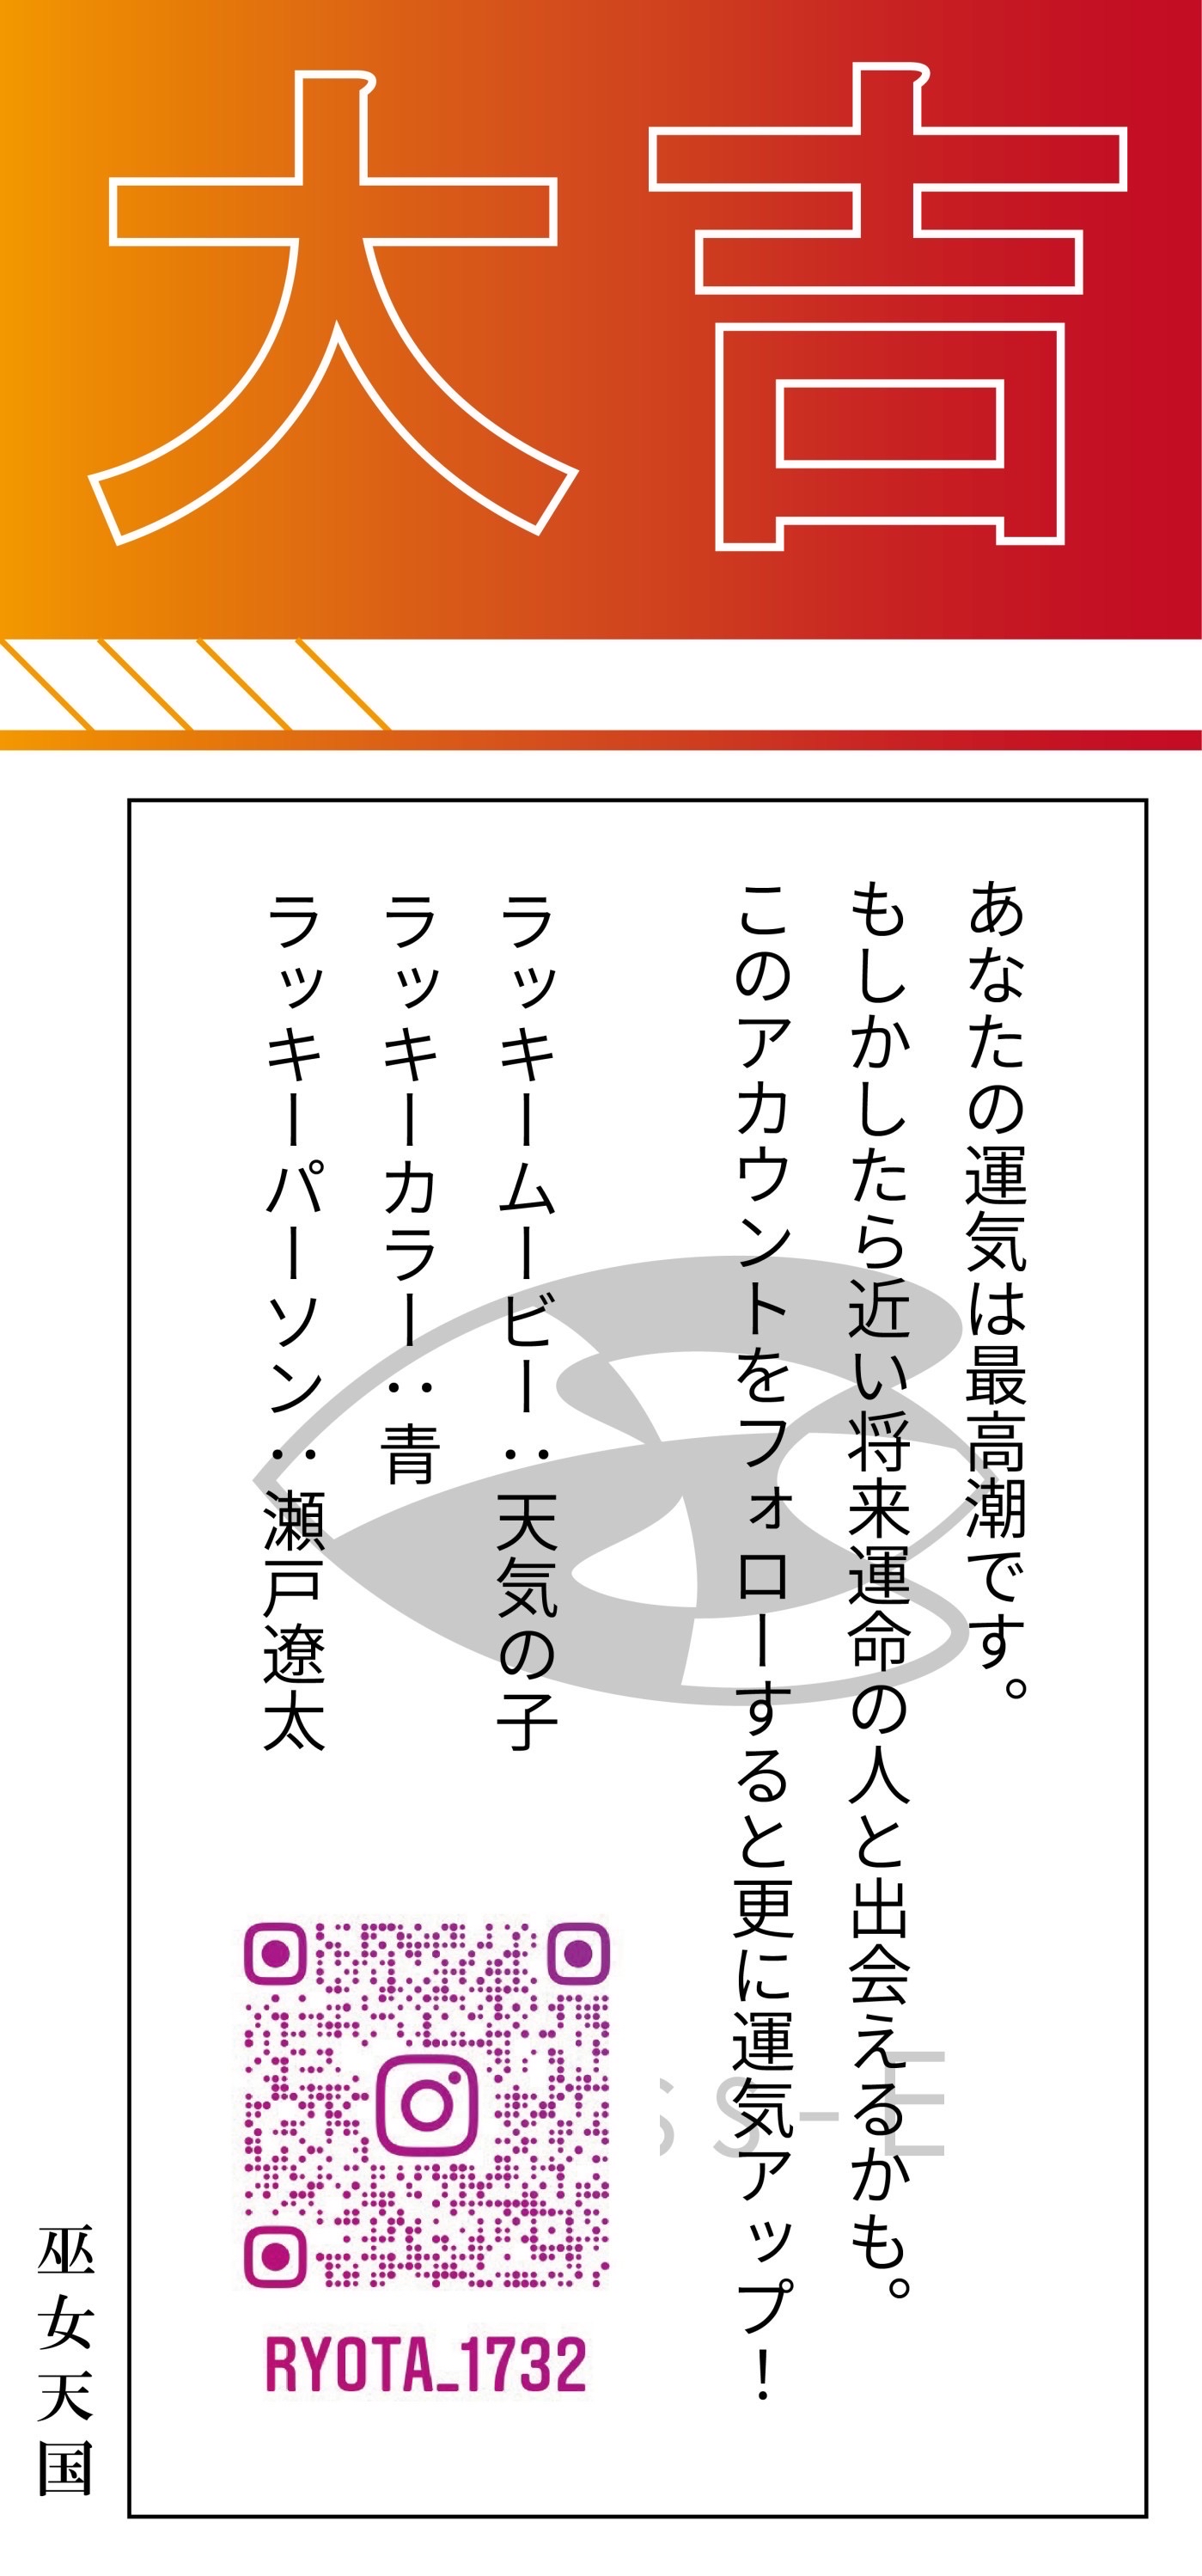 大吉
あなたの運気は最高潮です。
もしかしたら近い将来運命の人と出会えるかも。
このアカウントをフォローすると更に運気アップ!
ラッキームービー：天気の子
ラッキーカラー：青
ラッキーパーソン：瀬戸遼太
RYOTA_1732
巫女天国